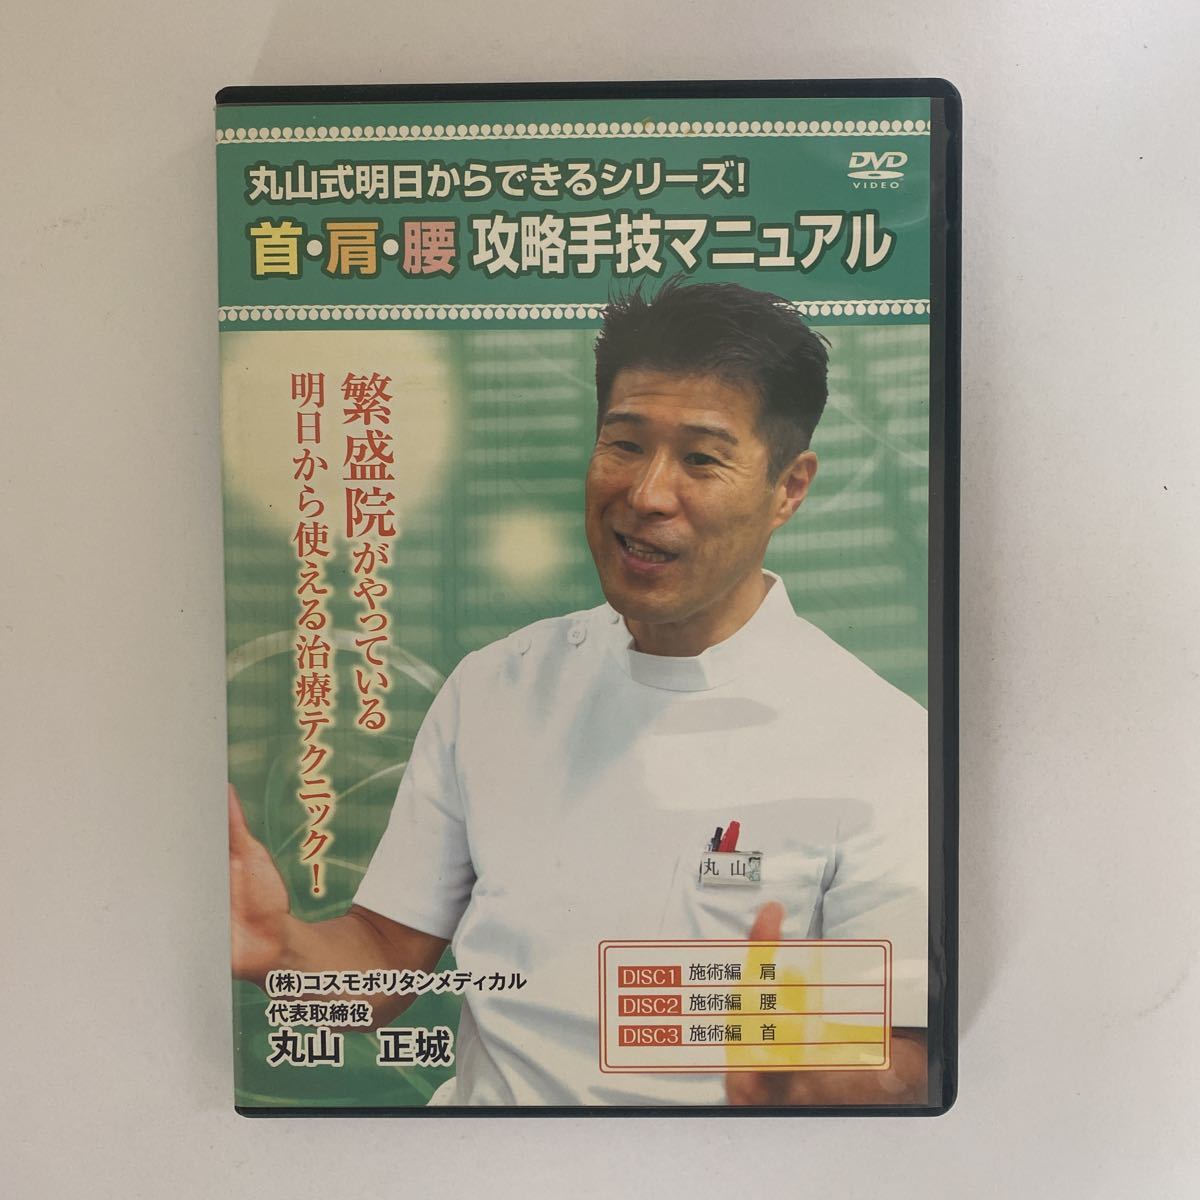 丸山式明日からできるシリーズ!
DVD
VIDEO
首・肩・腰 攻略手技マニュアル
繁盛院がやっている
明日から使える治療テクニック!
丸山
(株)コスモポリタンメディカル
代表取締役
丸山 正城
DISC1 施術編 肩
DISC2 施術編 腰
DISC3 施術編 首